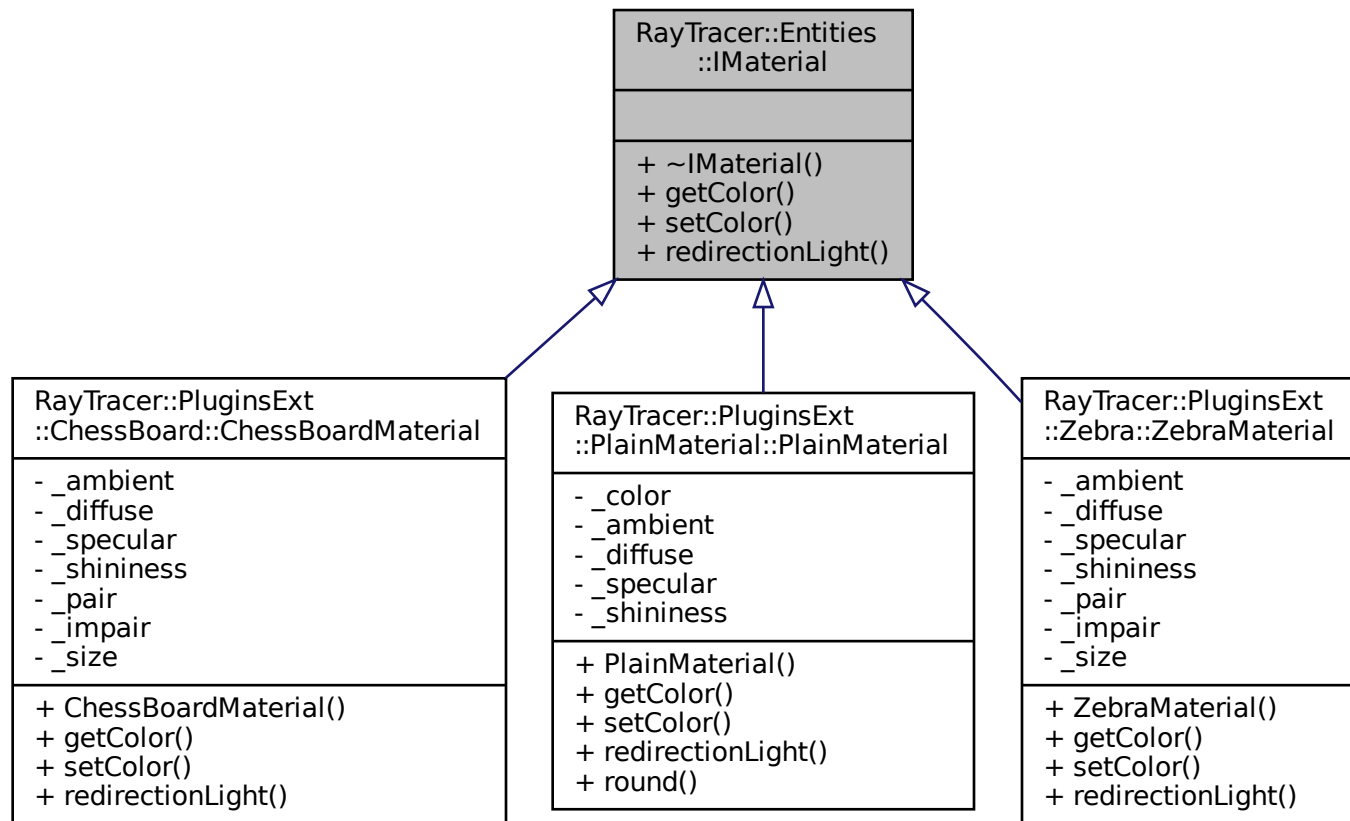 RayTracer::Entities
::IMaterial
+ ~IMaterial()
+ getColor()
+ setColor()
+ redirectionLight()
RayTracer::PluginsExt
::ChessBoard::ChessBoardMaterial
- _ambient
- _diffuse
- _specular
- _shininess
- _pair
- _impair
- _size
+ ChessBoardMaterial()
+ getColor()
+ setColor()
+ redirectionLight()
RayTracer::PluginsExt
::PlainMaterial::PlainMaterial
- _color
- _ambient
- _diffuse
- _specular
- _shininess
+ PlainMaterial()
+ getColor()
+ setColor()
+ redirectionLight()
+ round()
RayTracer::PluginsExt
::Zebra::ZebraMaterial
- _ambient
- _diffuse
- _specular
- _shininess
- _pair
- _impair
- _size
+ ZebraMaterial()
+ getColor()
+ setColor()
+ redirectionLight()